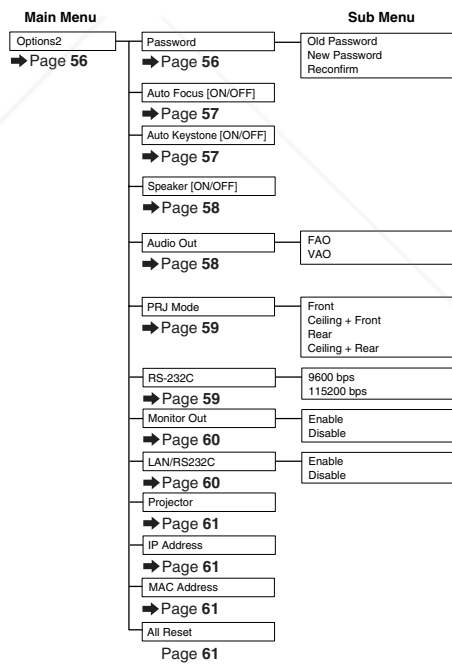 Main Menu
Sub Menu
Options2
➡Page 56
Password
➡Page 56
Old Password
New Password
Reconfirm
Auto Focus [ON/OFF]
➡Page 57
Auto Keystone [ON/OFF]
➡Page 57
Speaker [ON/OFF]
➡Page 58
Audio Out
➡Page 58
FAO
VAO
PRJ Mode
➡Page 59
Front
Ceiling + Front
Rear
Ceiling + Rear
RS-232C
➡Page 59
9600 bps
115200 bps
Monitor Out
➡Page 60
Enable
Disable
LAN/RS232C
➡Page 60
Enable
Disable
Projector
➡Page 61
IP Address
➡Page 61
MAC Address
➡Page 61
All Reset
Page 61